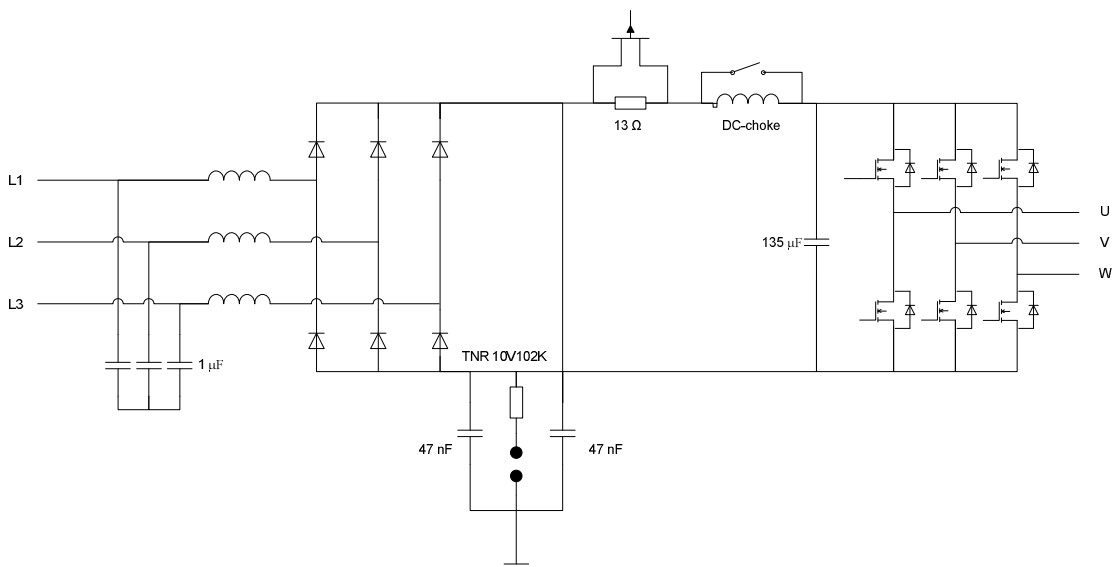 13 Ω
DC-choke
L1
L2
L3
U
V
W
135 µF
TNR 10V102K
1 µF
47 nF
47 nF